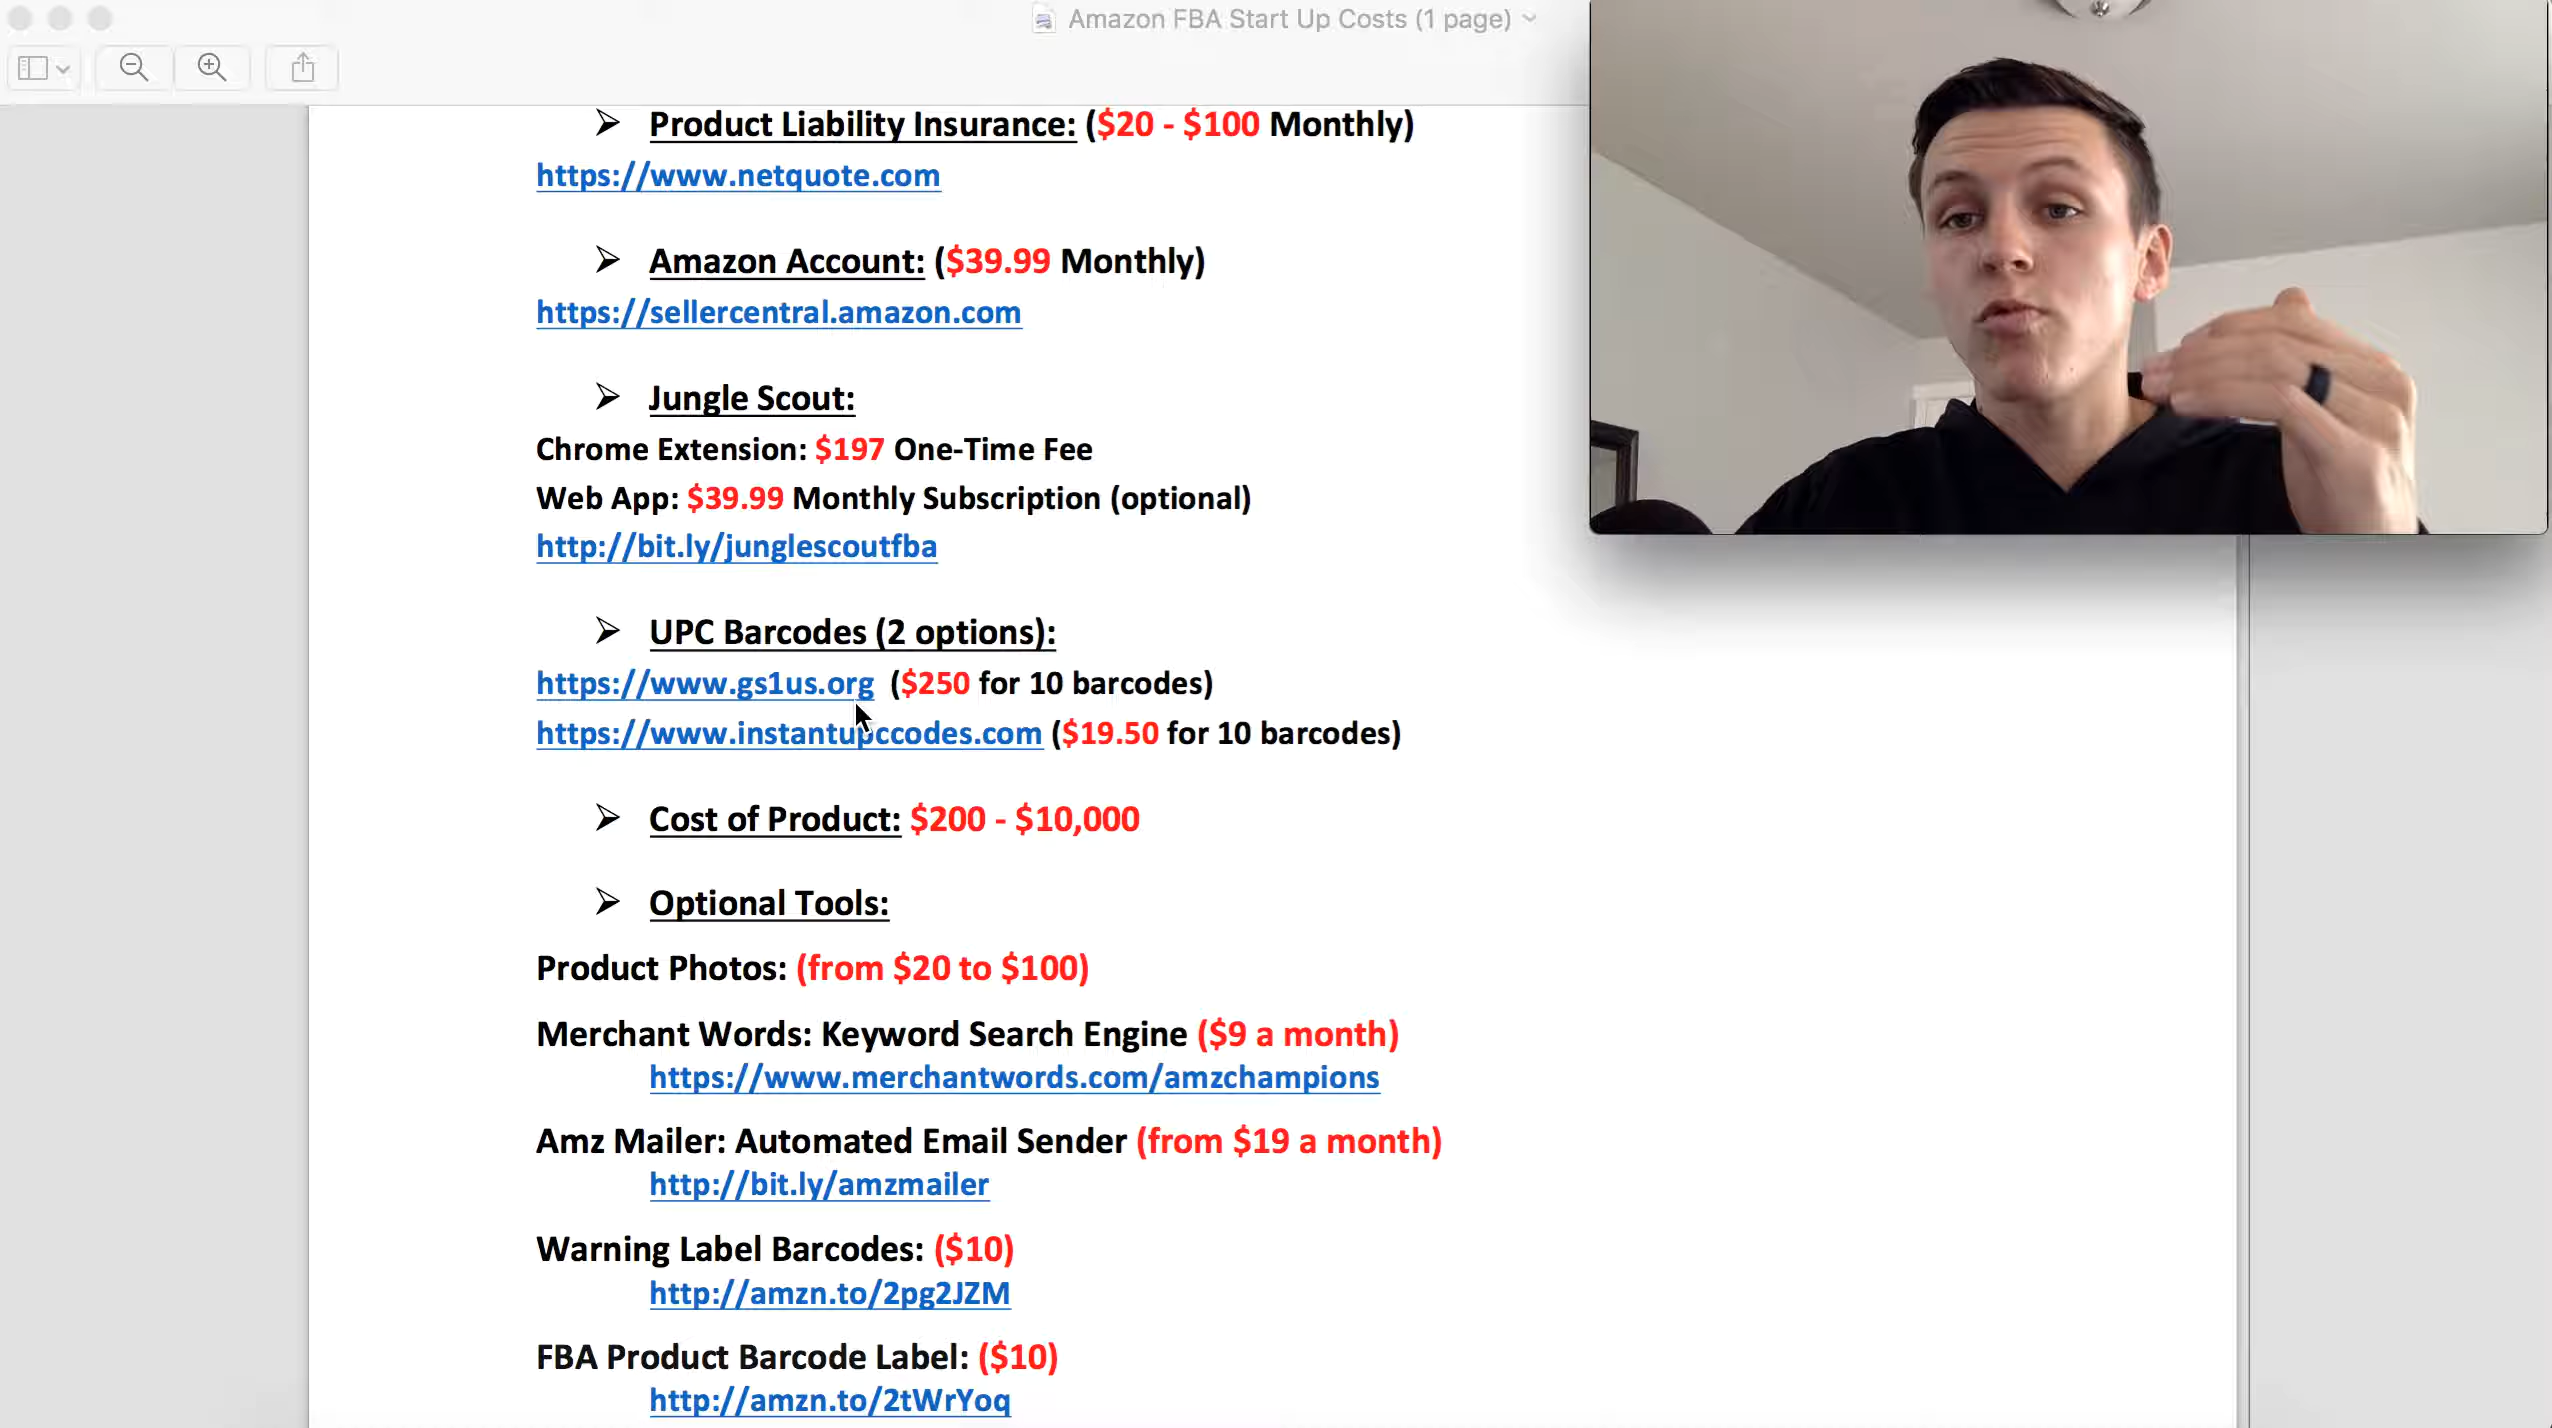 Amazon FBA Start Up Costs (1 page)
➢ Product Liability Insurance: ($20 - $100 Monthly)
https://www.netquote.com
➢ Amazon Account: ($39.99 Monthly)
https://sellercentral.amazon.com
➢ Jungle Scout:
Chrome Extension: $197 One-Time Fee
Web App: $39.99 Monthly Subscription (optional)
http://bit.ly/junglescoutfba
➢ UPC Barcodes (2 options):
https://www.gs1us.org ($250 for 10 barcodes)
https://www.instantupccodes.com ($19.50 for 10 barcodes)
➢ Cost of Product: $200 - $10,000
➢ Optional Tools:
Product Photos: (from $20 to $100)
Merchant Words: Keyword Search Engine ($9 a month)
https://www.merchantwords.com/amzchampions
Amz Mailer: Automated Email Sender (from $19 a month)
http://bit.ly/amzmailer
Warning Label Barcodes: ($10)
http://amzn.to/2pg2JZM
FBA Product Barcode Label: ($10)
http://amzn.to/2tWrYoq